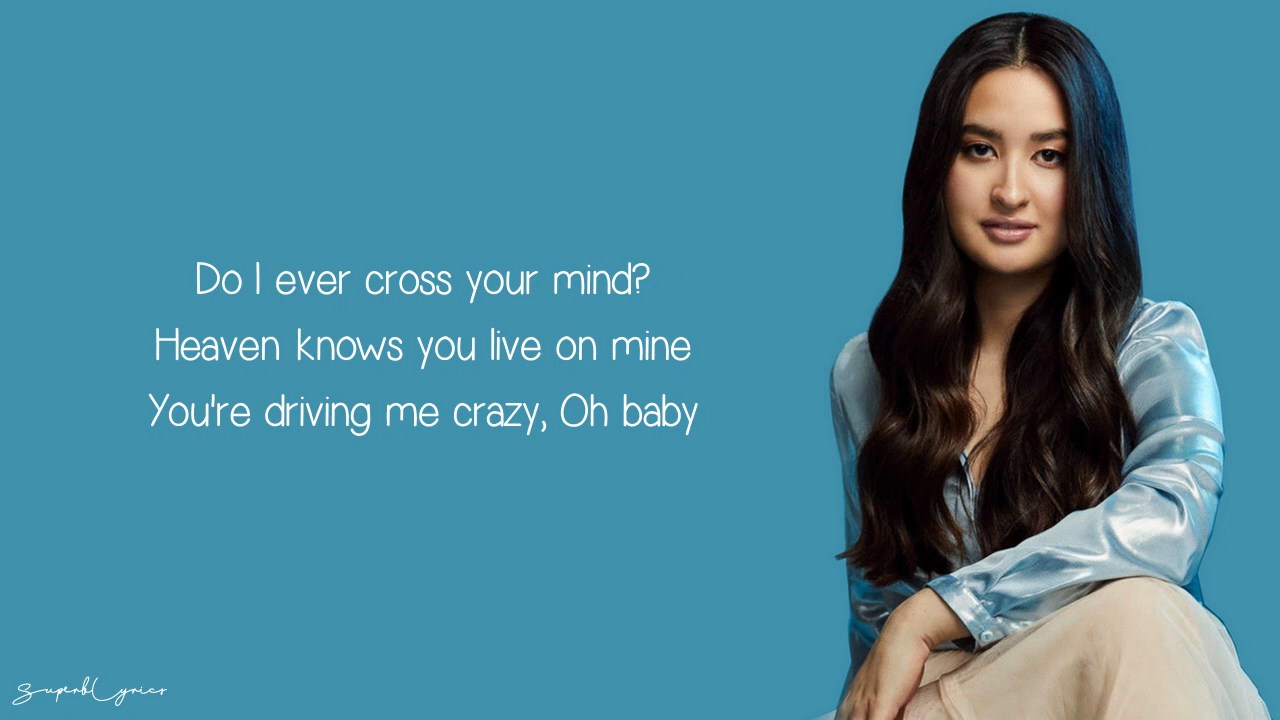 Do I ever cross your mind?
Heaven knows you live on mine
You're driving me crazy, Oh baby
SuperbLyrics